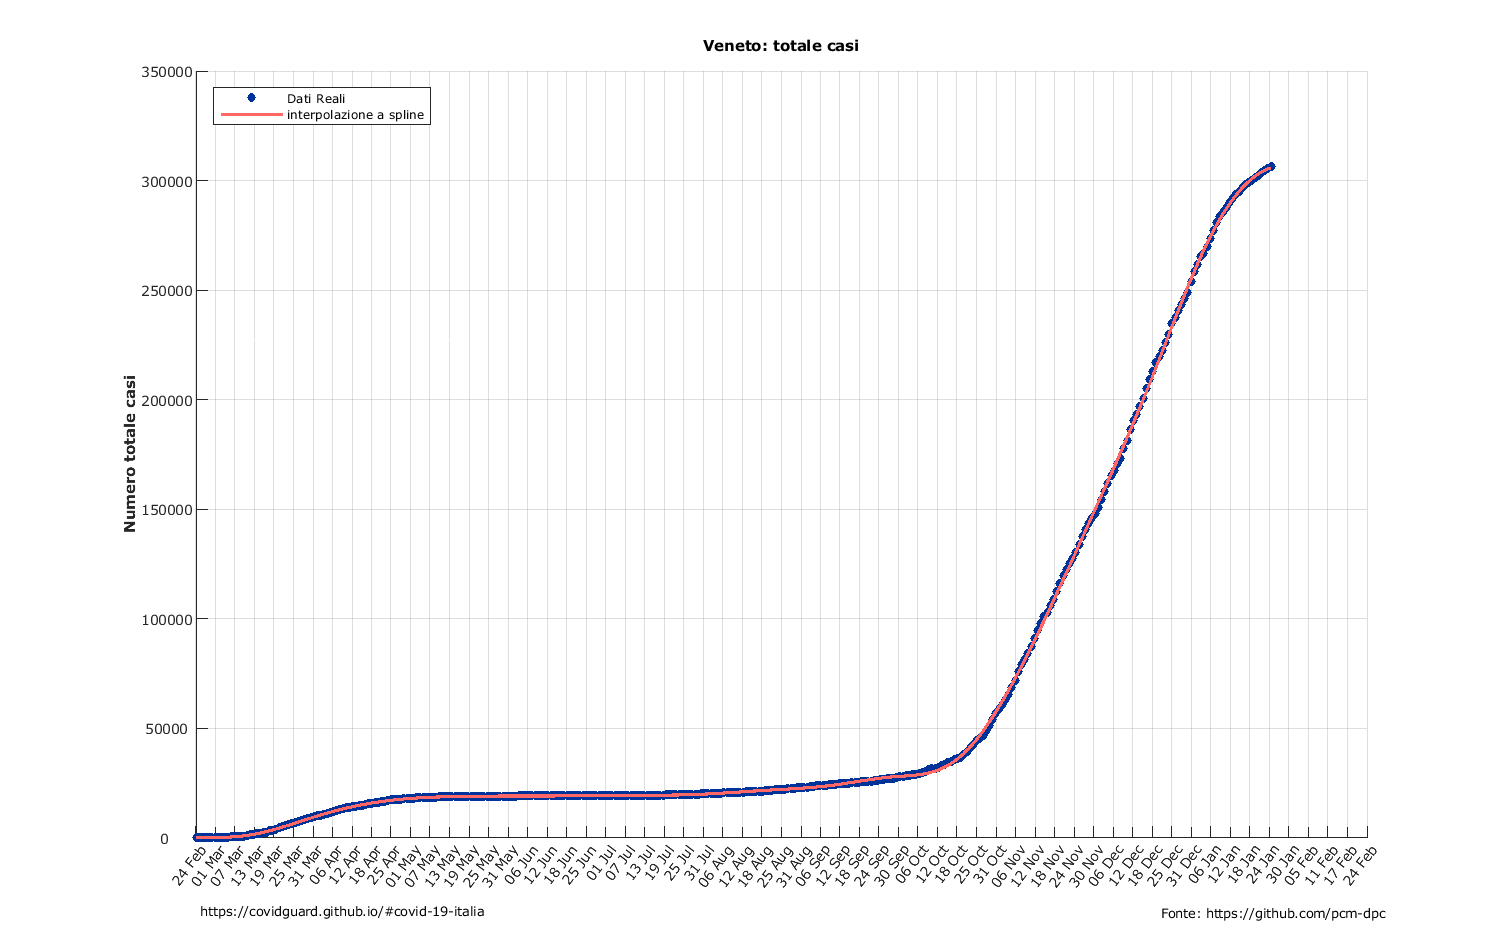 Veneto: totale casi
350000
300000
250000
200000
150000
100000
50000
0
Dati Reali
interpolazione a spline
Numero totale casi
24 Feb
01 Mar
07 Mar
13 Mar
19 Mar
25 Mar
31 Mar
06 Apr
12 Apr
18 Apr
25 Apr
01 May
07 May
13 May
19 May
25 May
31 May
06 Jun
12 Jun
18 Jun
25 Jun
01 Jul
07 Jul
13 Jul
19 Jul
25 Jul
31 Jul
06 Aug
12 Aug
18 Aug
25 Aug
31 Aug
06 Sep
12 Sep
18 Sep
24 Sep
30 Sep
06 Oct
12 Oct
18 Oct
25 Oct
31 Oct
06 Nov
12 Nov
18 Nov
24 Nov
30 Nov
06 Dec
12 Dec
19 Dec
25 Dec
31 Dec
06 Jan
12 Jan
18 Jan
24 Jan
30 Jan
05 Feb
11 Feb
17 Feb
24 Feb
https://covidguard.github.io/#covid-19-italia
Fonte: https://github.com/pcm-dpc